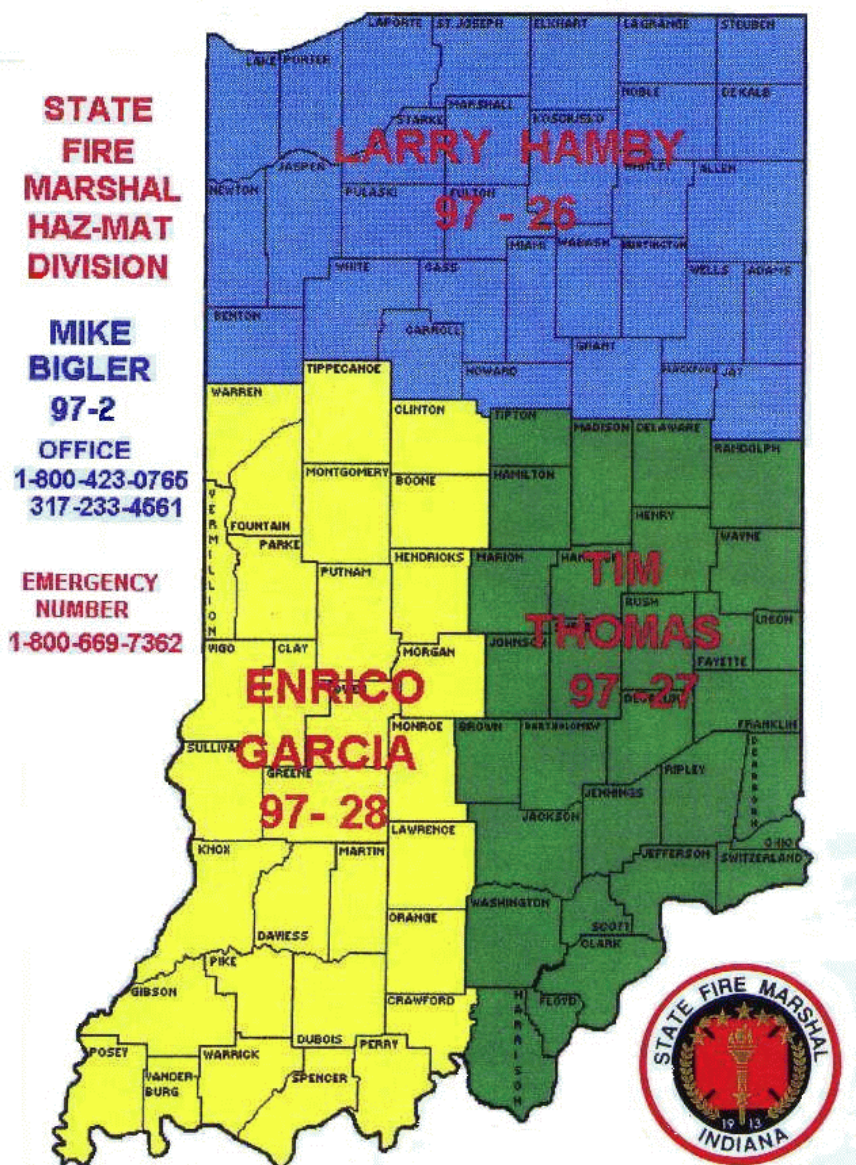 STATE
FIRE
MARSHAL
HAZ-MAT
DIVISION
MIKE
BIGLER
97-2
OFFICE
1-800-423-0765
317-233-4561
EMERGENCY
NUMBER
1-800-669-7362
LAKE
PORTER
LAPORTE
ST. JOSEPH
ELKHART
LAGRANGE
STEUBEN
NOBLE
DEKALB
STARKE
MARSHALL
KOSCIUSKO
LARRY HAMBY
97 - 26
NEWTON
JASPER
PULASKI
FULTON
WHITLEY
ALLEN
MIAMI
WABASH
HUNTINGTON
WHITE
CASS
WELLS
ADAMS
BENTON
CARROLL
HOWARD
GRANT
BLACKFORD
JAY
WARREN
TIPPECANOE
CLINTON
TIPTON
MADISON
DELAWARE
RANDOLPH
MONTGOMERY
BOONE
HAMILTON
VERMILLION
FOUNTAIN
PARKE
PUTNAM
HENDRICKS
MARION
HENRY
WAYNE
TIM
THOMAS
97 -27
RUSH
UNION
FAYETTE
JOHNSON
VIGO
CLAY
MORGAN
ENRICO
GARCIA
97- 28
MONROE
BROWN
BARTHOLOMEW
FRANKLIN
DEARBORN
SULLIVA
GREENE
RIPLEY
JENNINGS
JACKSON
LAWRENCE
KNOX
MARTIN
JEFFERSON
OHIO
SWITZERLAND
DAVIESS
ORANGE
WASHINGTON
SCOTT
CLARK
PIKE
GIBSON
CRAWFORD
HARRISON
FLOYD
DUBOIS
PERRY
POSEY
VANDER-
BURG
WARRICK
SPENCER
STATE FIRE MARSHAL
19 13
INDIANA